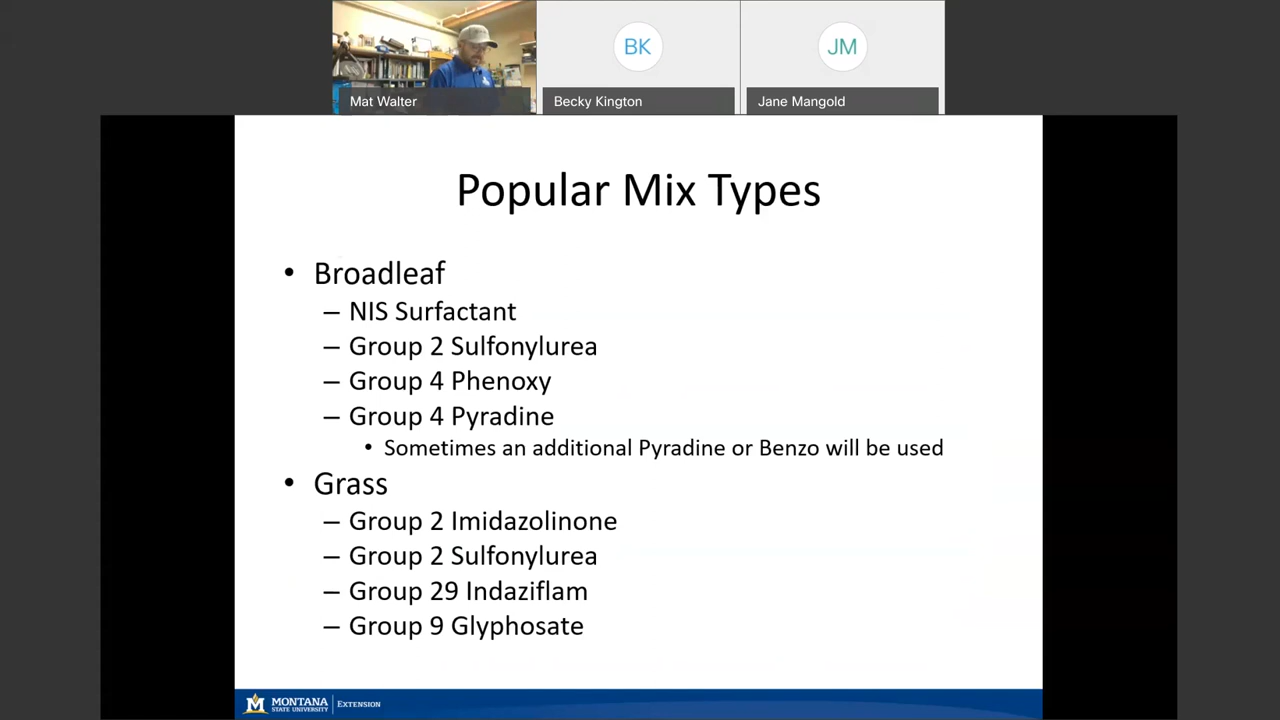 BK
JM
Mat Walter
Becky Kington
Jane Mangold
Popular Mix Types
• Broadleaf
– NIS Surfactant
– Group 2 Sulfonylurea
– Group 4 Phenoxy
– Group 4 Pyradine
• Sometimes an additional Pyradine or Benzo will be used
• Grass
– Group 2 Imidazolinone
– Group 2 Sulfonylurea
– Group 29 Indaziflam
– Group 9 Glyphosate
M MONTANA
STATE UNIVERSITY
EXTENSION